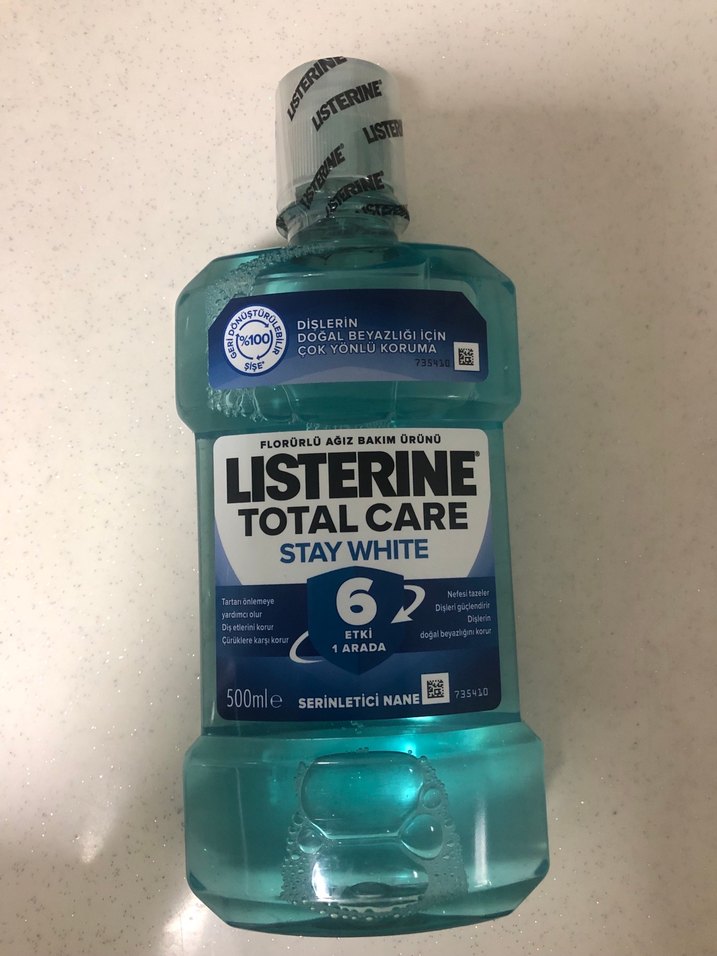 LISTERINE
LISTERINE®
LISTERINE
LISTERINE
LISTERINE®
LISTERINE
GERİ DÖNÜŞTÜRÜLEBİLİR
%100
ŞİŞE*
DİŞLERİN
DOĞAL BEYAZLIĞI İÇİN
ÇOK YÖNLÜ KORUMA
735410
FLORÜRLÜ AĞIZ BAKIM ÜRÜNÜ
LISTERINE®
TOTAL CARE
STAY WHITE
Tartarı önlemeye
yardımcı olur
Diş etlerini korur
Çürüklere karşı korur
6
ETKİ
1 ARADA
Nefesi tazeler
Dişleri güçlendirir
Dişlerin
doğal beyazlığını korur
500ml e
SERİNLETİCİ NANE
735410